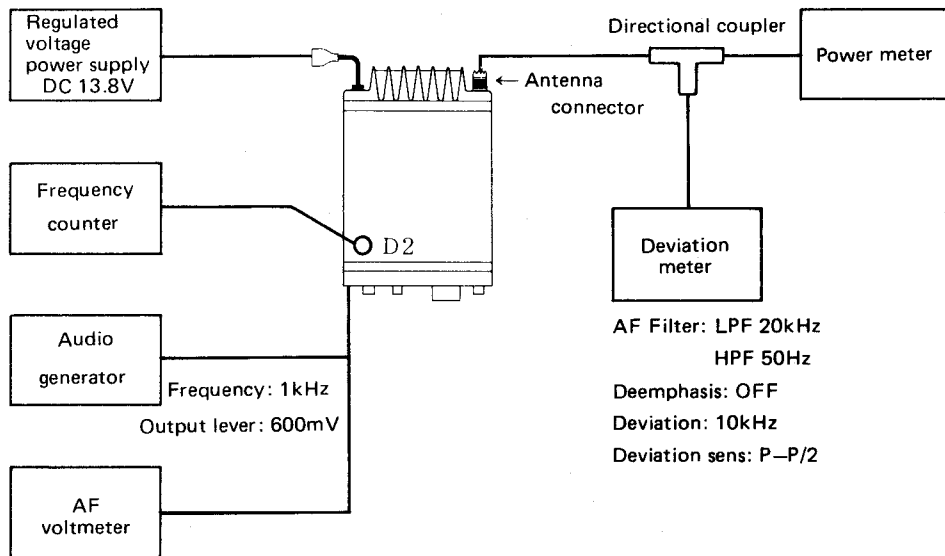 Regulated
voltage
power supply
DC 13.8V
Directional coupler
Power meter
← Antenna
connector
Frequency
counter
D2
Deviation
meter
AF Filter: LPF 20kHz
HPF 50Hz
Deemphasis: OFF
Deviation: 10kHz
Deviation sens: P–P/2
Audio
generator
Frequency: 1kHz
Output lever: 600mV
AF
voltmeter